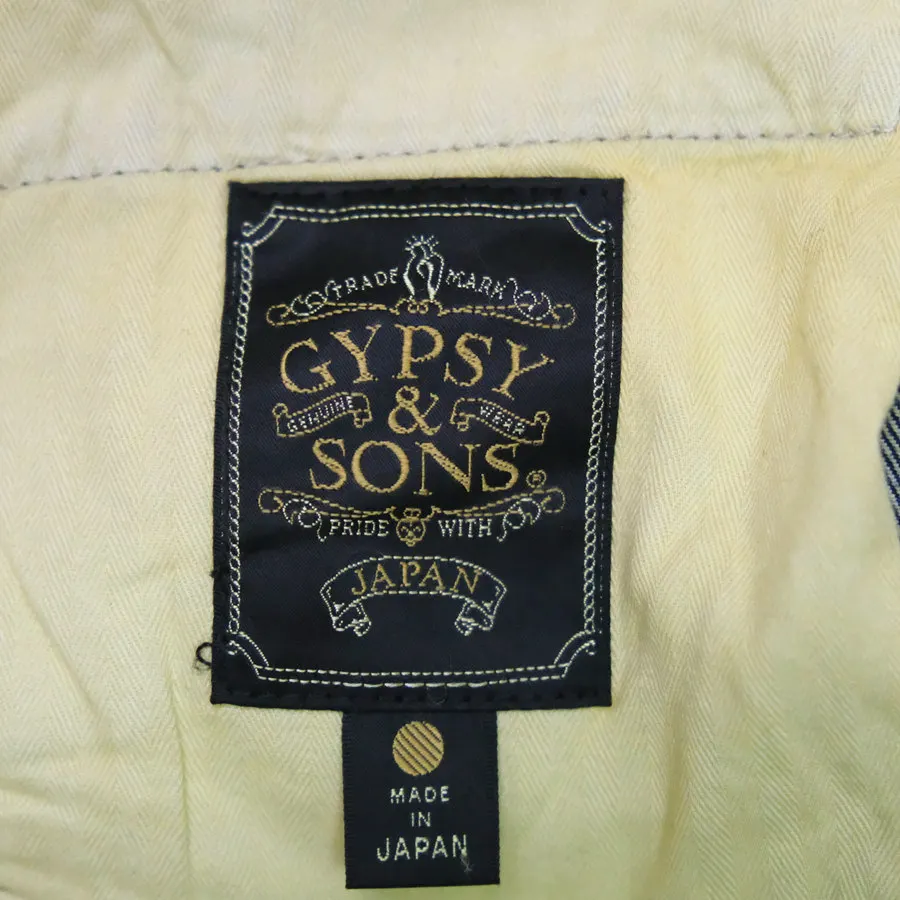 TRADE MARK
GYPSY
GENUINE & WEAR
SONS®
PRIDE WITH
JAPAN
MADE
IN
JAPAN